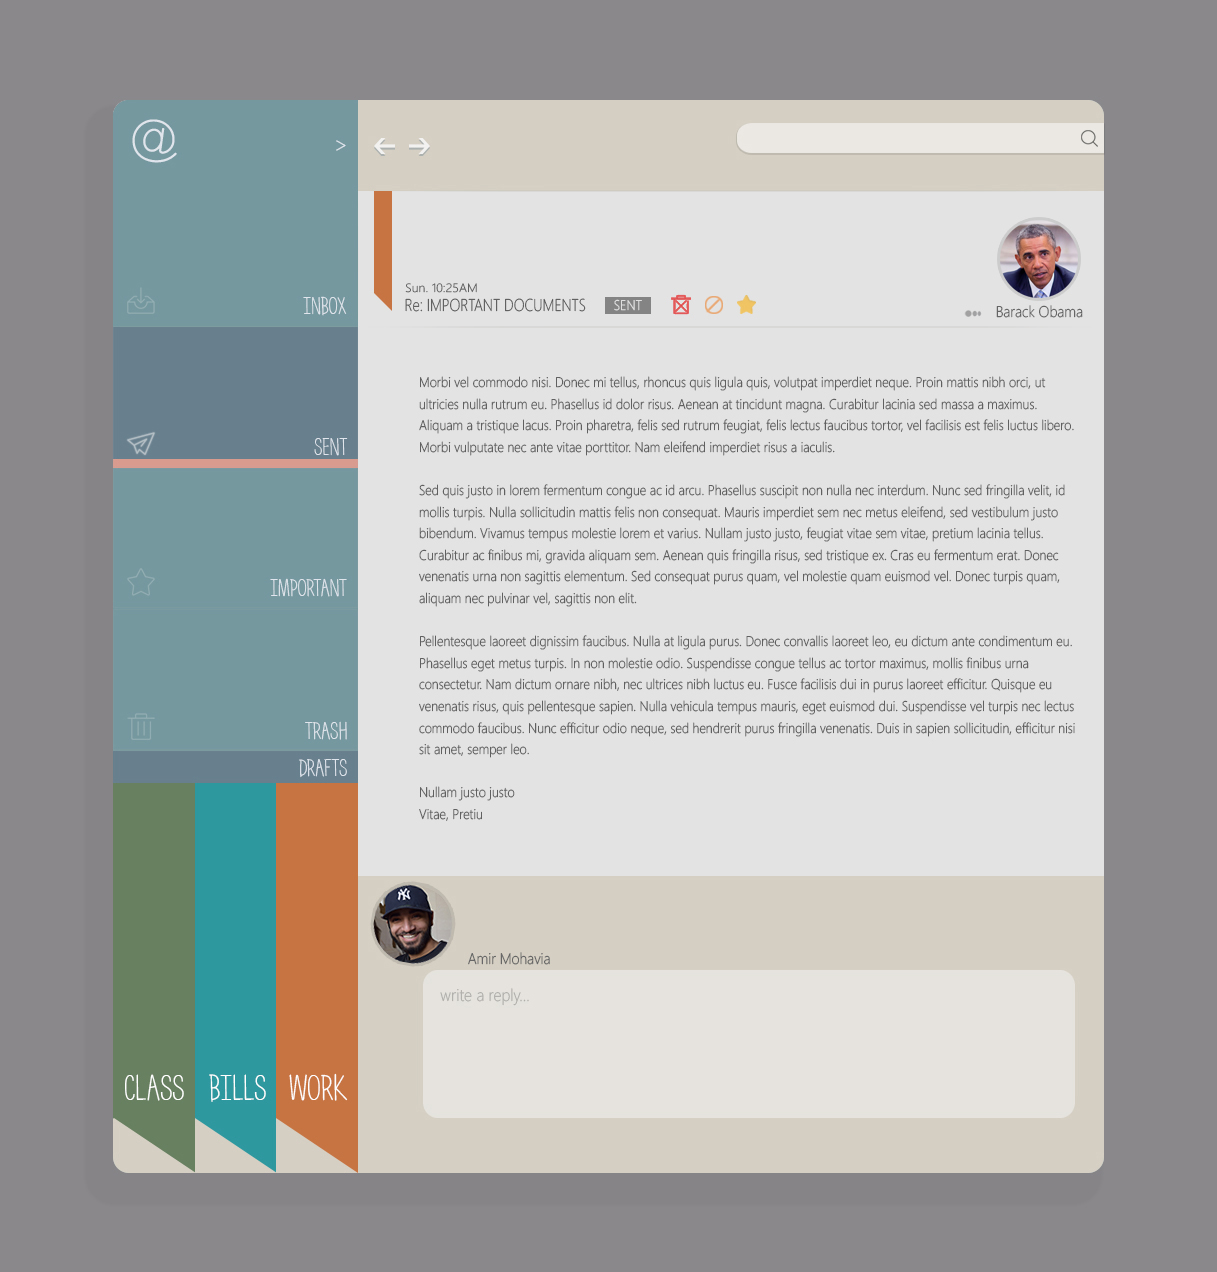 @ >
INBOX
SENT
IMPORTANT
TRASH
DRAFTS
CLASS BILLS WORK
Sun. 10:25AM
Re: IMPORTANT DOCUMENTS SENT
Barack Obama
Morbi vel commodo nisi. Donec mi tellus, rhoncus quis ligula quis, volutpat imperdiet neque. Proin mattis nibh orci, ut
ultricies nulla rutrum eu. Phasellus id dolor risus. Aenean at tincidunt magna. Curabitur lacinia sed massa a maximus.
Aliquam a tristique lacus. Proin pharetra, felis sed rutrum feugiat, felis lectus faucibus tortor, vel facilisis est felis luctus libero.
Morbi vulputate nec ante vitae porttitor. Nam eleifend imperdiet risus a iaculis.
Sed quis justo in lorem fermentum congue ac id arcu. Phasellus suscipit non nulla nec interdum. Nunc sed fringilla velit, id
mollis turpis. Nulla sollicitudin mattis felis non consequat. Mauris imperdiet sem nec metus eleifend, sed vestibulum justo
bibendum. Vivamus tempus molestie lorem et varius. Nullam justo justo, feugiat vitae sem vitae, pretium lacinia tellus.
Curabitur ac finibus mi, gravida aliquam sem. Aenean quis fringilla risus, sed tristique ex. Cras eu fermentum erat. Donec
venenatis urna non sagittis elementum. Sed consequat purus quam, vel molestie quam euismod vel. Donec turpis quam,
aliquam nec pulvinar vel, sagittis non elit.
Pellentesque laoreet dignissim faucibus. Nulla at ligula purus. Donec convallis laoreet leo, eu dictum ante condimentum eu.
Phasellus eget metus turpis. In non molestie odio. Suspendisse congue tellus ac tortor maximus, mollis finibus urna
consectetur. Nam dictum ornare nibh, nec ultrices nibh luctus eu. Fusce facilisis dui in purus laoreet efficitur. Quisque eu
venenatis risus, quis pellentesque sapien. Nulla vehicula tempus mauris, eget euismod dui. Suspendisse vel turpis nec lectus
commodo faucibus. Nunc efficitur odio neque, sed hendrerit purus fringilla venenatis. Duis in sapien sollicitudin, efficitur nisi
sit amet, semper leo.
Nullam justo justo
Vitae, Pretiu
NY
Amir Mohavia
write a reply...